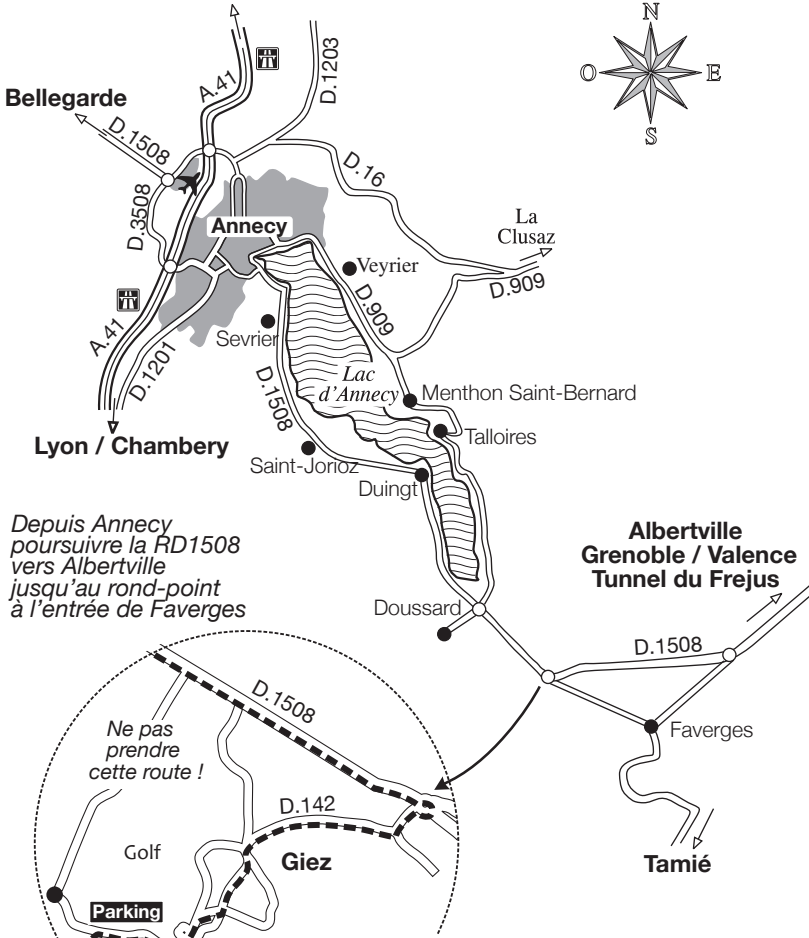 N
O
E
S
A.41
D.1203
Bellegarde
D.1508
D.16
D.3508
Annecy
La
Clusaz
Veyrier
D.909
D.909
A.41
Sevrier
D.1201
Lac
d'Annecy
D.1508
Menthon Saint-Bernard
Lyon / Chambery
Talloires
Saint-Jorioz
Duingt
Depuis Annecy
poursuivre la RD1508
vers Albertville
jusqu'au rond-point
à l'entrée de Faverges
Albertville
Grenoble / Valence
Tunnel du Frejus
Doussard
D.1508
Faverges
Tamié
D.1508
Ne pas
prendre
cette route !
D.142
Golf
Giez
Parking